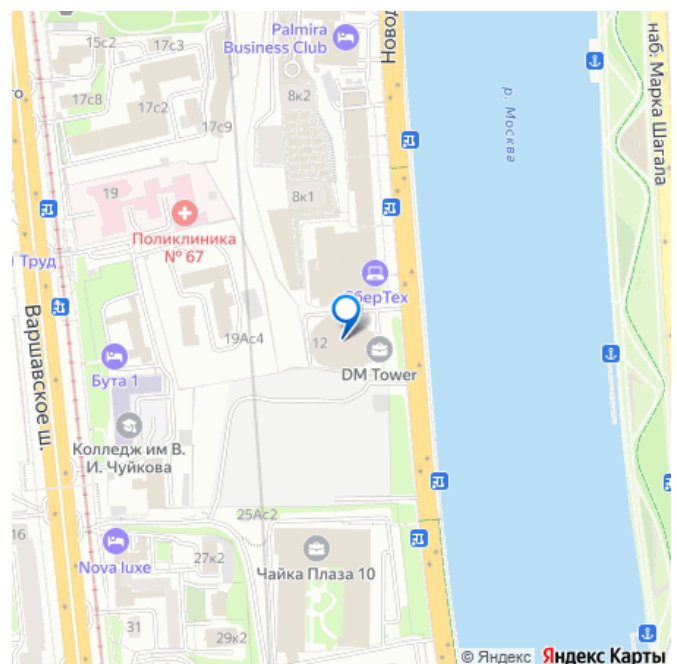 Palmira
Business Club
Новод
наб. Марка Шагала
15с2
17с3
ого
17с8
17с2
8к2
17с9
р. Москва
19
8к1
Поликлиника
№ 67
Труд
СберТех
Варшавское ш.
19Ас4
12
DM Tower
Бута 1
Колледж им В.
И. Чуйкова
25Ас2
16
27к2
Nova luxe
Чайка Плаза 10
31
29к2
© Яндекс Яндекс Карты